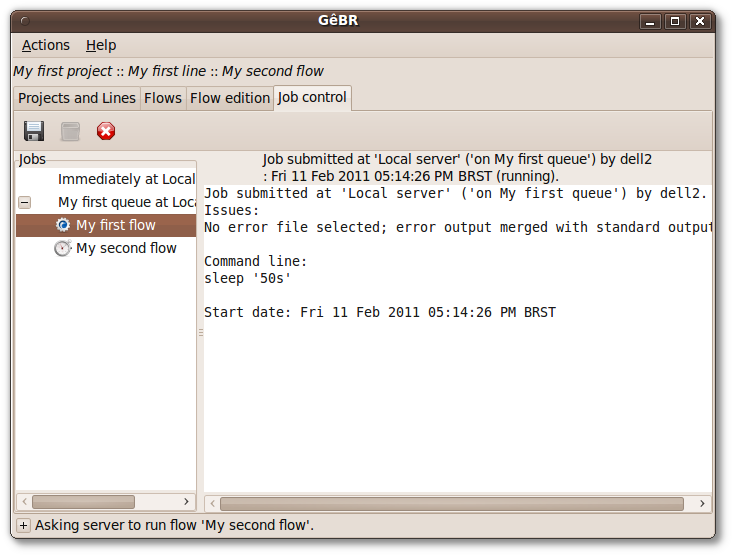 GêBR
Actions Help
My first project :: My first line :: My second flow
Projects and Lines Flows Flow edition Job control
Jobs
Job submitted at 'Local server' ('on My first queue') by dell2
: Fri 11 Feb 2011 05:14:26 PM BRST (running).
Immediately at Local
My first queue at Loca
My first flow
My second flow
Job submitted at 'Local server' ('on My first queue') by dell2.
Issues:
No error file selected; error output merged with standard output
Command line:
sleep '50s'
Start date: Fri 11 Feb 2011 05:14:26 PM BRST
Asking server to run flow 'My second flow'.